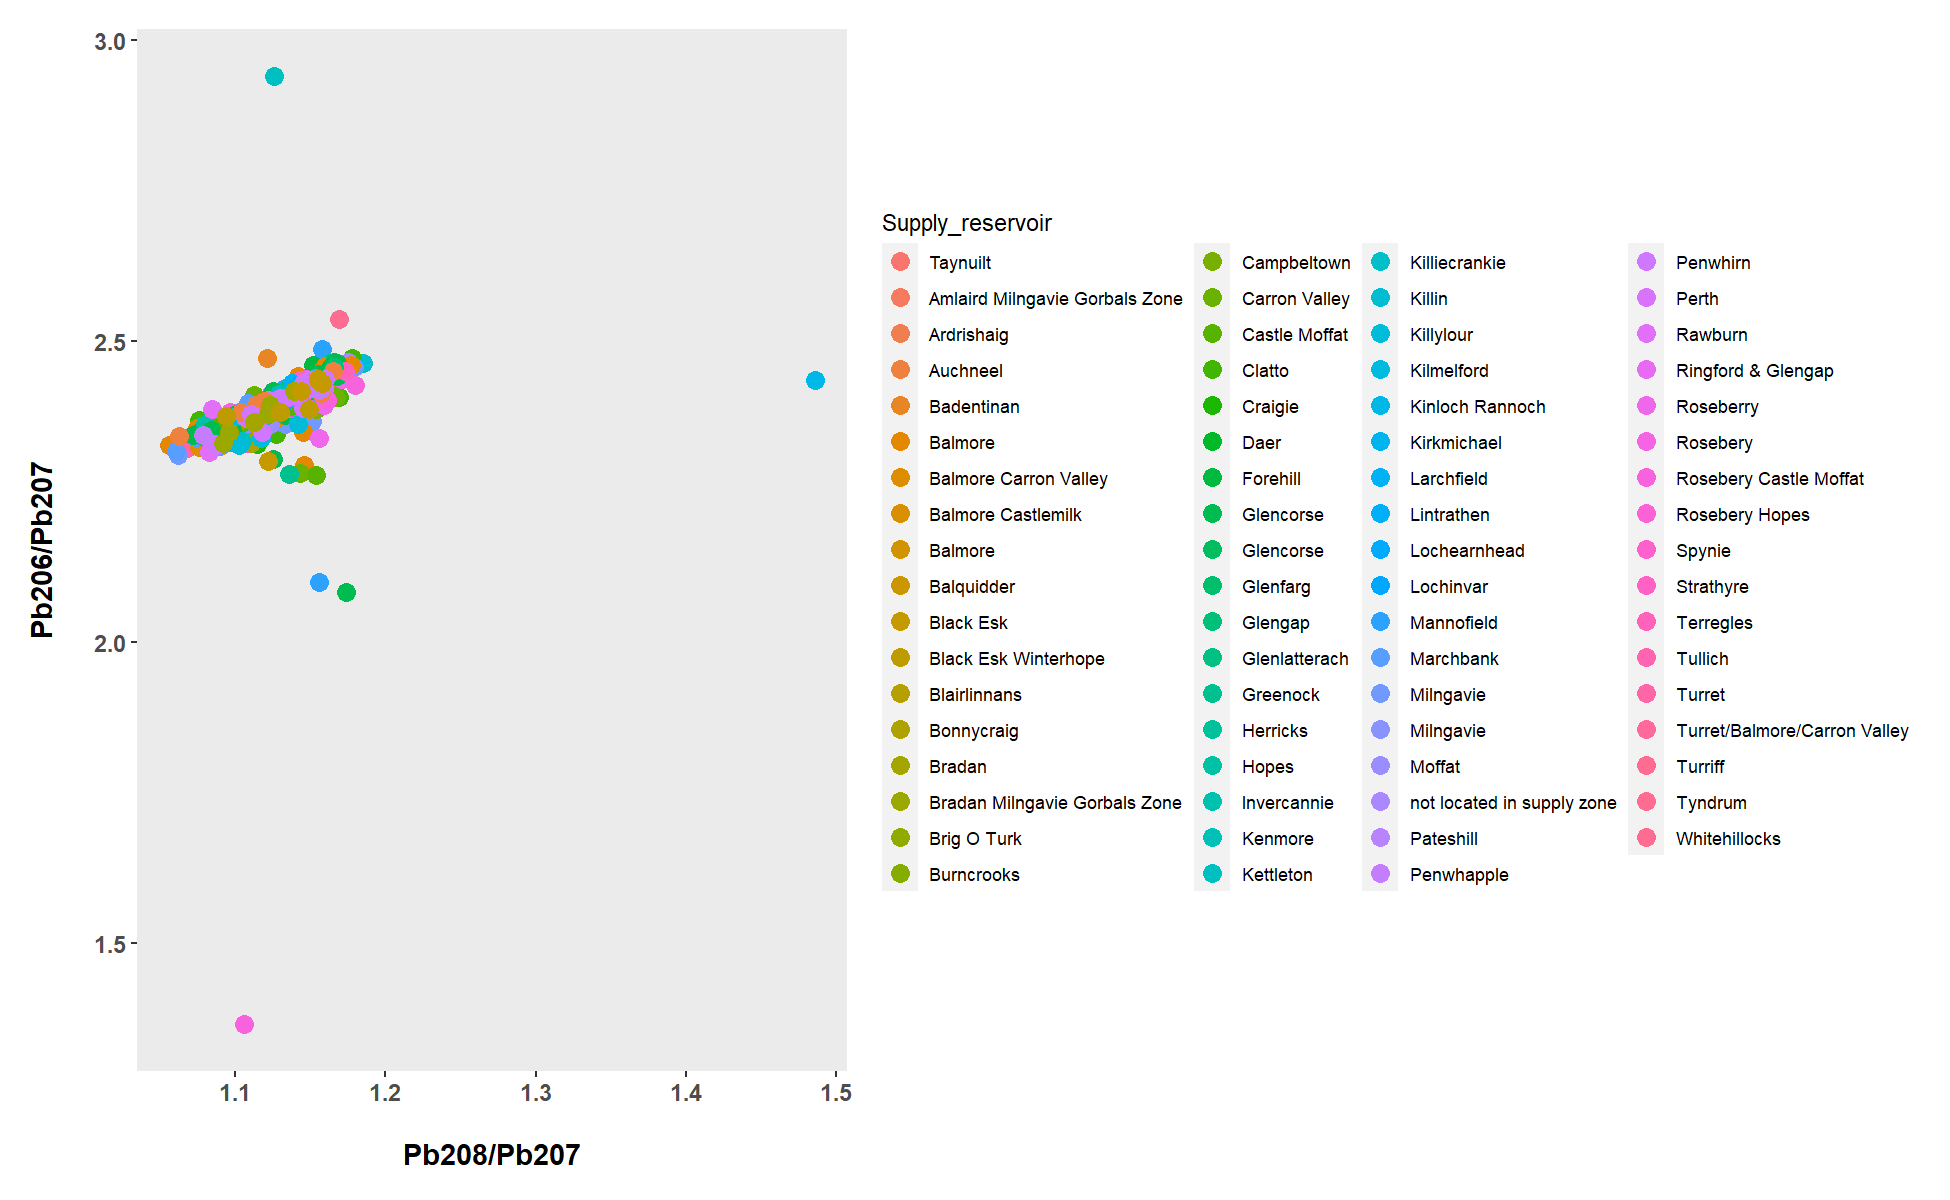 3.0
2.5
2.0
1.5
Pb206/Pb207
1.1
1.2
1.3
1.4
1.5
Pb208/Pb207
Supply_reservoir
Taynuilt
Amlaird Milngavie Gorbals Zone
Ardrishaig
Auchneel
Badentinan
Balmore
Balmore Carron Valley
Balmore Castlemilk
Balmore
Balquidder
Black Esk
Black Esk Winterhope
Blairlinnans
Bonnycraig
Bradan
Bradan Milngavie Gorbals Zone
Brig O Turk
Burncrooks
Campbeltown
Carron Valley
Castle Moffat
Clatto
Craigie
Daer
Forehill
Glencorse
Glencorse
Glenfarg
Glengap
Glenlatterach
Greenock
Herricks
Hopes
Invercannie
Kenmore
Kettleton
Killiecrankie
Killin
Killylour
Kilmelford
Kinloch Rannoch
Kirkmichael
Larchfield
Lintrathen
Lochearnhead
Lochinvar
Mannofield
Marchbank
Milngavie
Milngavie
Moffat
not located in supply zone
Pateshill
Penwhapple
Penwhirn
Perth
Rawburn
Ringford & Glengap
Roseberry
Rosebery
Rosebery Castle Moffat
Rosebery Hopes
Spynie
Strathyre
Terregles
Tullich
Turret
Turret/Balmore/Carron Valley
Turriff
Tyndrum
Whitehillocks